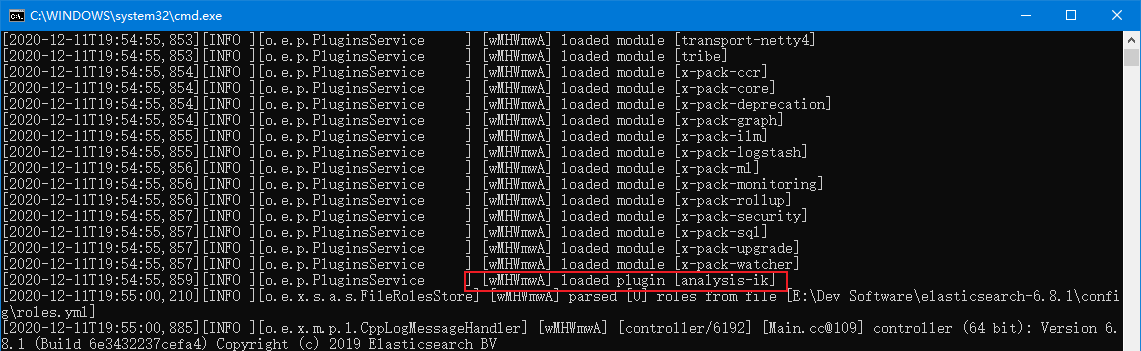 C:\WINDOWS\system32\cmd.exe
[2020-12-11T19:54:55,853][INFO ][o.e.p.PluginsService     ] [wMHWmwA] loaded module [transport-netty4]
[2020-12-11T19:54:55,853][INFO ][o.e.p.PluginsService     ] [wMHWmwA] loaded module [tribe]
[2020-12-11T19:54:55,854][INFO ][o.e.p.PluginsService     ] [wMHWmwA] loaded module [x-pack-ccr]
[2020-12-11T19:54:55,854][INFO ][o.e.p.PluginsService     ] [wMHWmwA] loaded module [x-pack-core]
[2020-12-11T19:54:55,854][INFO ][o.e.p.PluginsService     ] [wMHWmwA] loaded module [x-pack-deprecation]
[2020-12-11T19:54:55,854][INFO ][o.e.p.PluginsService     ] [wMHWmwA] loaded module [x-pack-graph]
[2020-12-11T19:54:55,855][INFO ][o.e.p.PluginsService     ] [wMHWmwA] loaded module [x-pack-ilm]
[2020-12-11T19:54:55,855][INFO ][o.e.p.PluginsService     ] [wMHWmwA] loaded module [x-pack-logstash]
[2020-12-11T19:54:55,856][INFO ][o.e.p.PluginsService     ] [wMHWmwA] loaded module [x-pack-ml]
[2020-12-11T19:54:55,856][INFO ][o.e.p.PluginsService     ] [wMHWmwA] loaded module [x-pack-monitoring]
[2020-12-11T19:54:55,856][INFO ][o.e.p.PluginsService     ] [wMHWmwA] loaded module [x-pack-rollup]
[2020-12-11T19:54:55,857][INFO ][o.e.p.PluginsService     ] [wMHWmwA] loaded module [x-pack-security]
[2020-12-11T19:54:55,857][INFO ][o.e.p.PluginsService     ] [wMHWmwA] loaded module [x-pack-sql]
[2020-12-11T19:54:55,857][INFO ][o.e.p.PluginsService     ] [wMHWmwA] loaded module [x-pack-upgrade]
[2020-12-11T19:54:55,857][INFO ][o.e.p.PluginsService     ] [wMHWmwA] loaded module [x-pack-watcher]
[2020-12-11T19:54:55,859][INFO ][o.e.p.PluginsService     ] [wMHWmwA] loaded plugin [analysis-ik]
[2020-12-11T19:55:00,210][INFO ][o.e.x.s.a.s.FileRolesStore] [wMHWmwA] parsed [0] roles from file [E:\Dev Software\elasticsearch-6.8.1\confi
g\roles.yml]
[2020-12-11T19:55:00,885][INFO ][o.e.x.m.p.l.CppLogMessageHandler] [wMHWmwA] [controller/6192] [Main.cc@109] controller (64 bit): Version 6.
8.1 (Build 6e3432237cefa4) Copyright (c) 2019 Elasticsearch BV